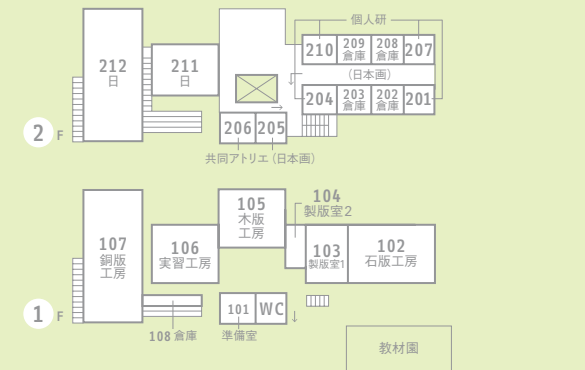 個人研
212
日
211
日
210
209
倉庫
208
倉庫
207
(日本画)
204
203
倉庫
202
倉庫
201
206
205
2 F
共同アトリエ(日本画)
107
銅版
工房
106
実習工房
105
木版
工房
104
製版室2
103
製版室1
102
石版工房
101
WC
1 F
108 倉庫
準備室
教材園